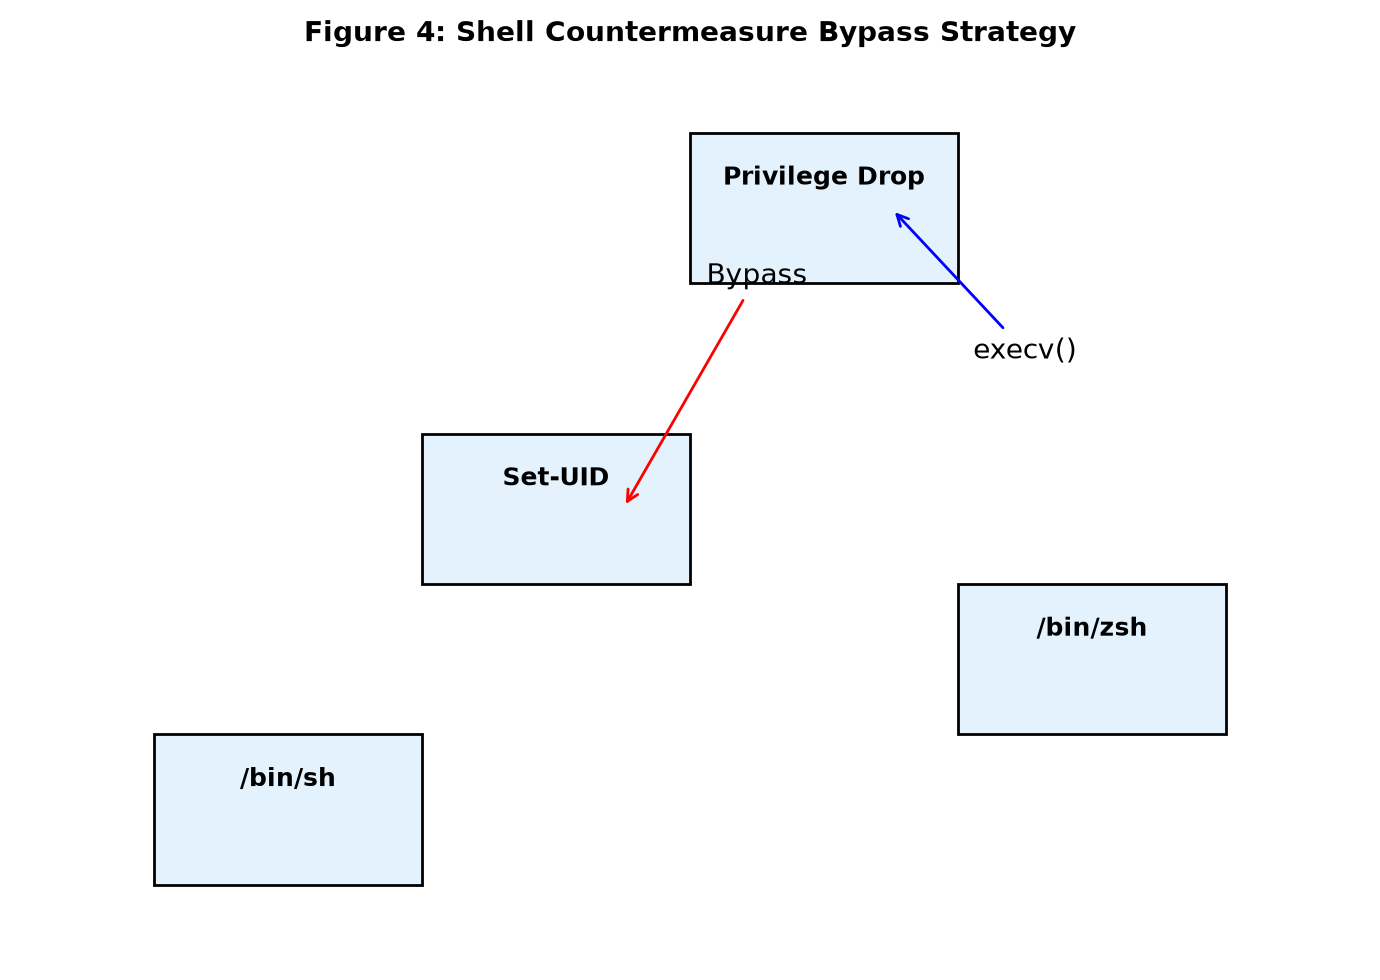 Figure 4: Shell Countermeasure Bypass Strategy
Privilege Drop
Bypass
execv()
Set-UID
/bin/zsh
/bin/sh